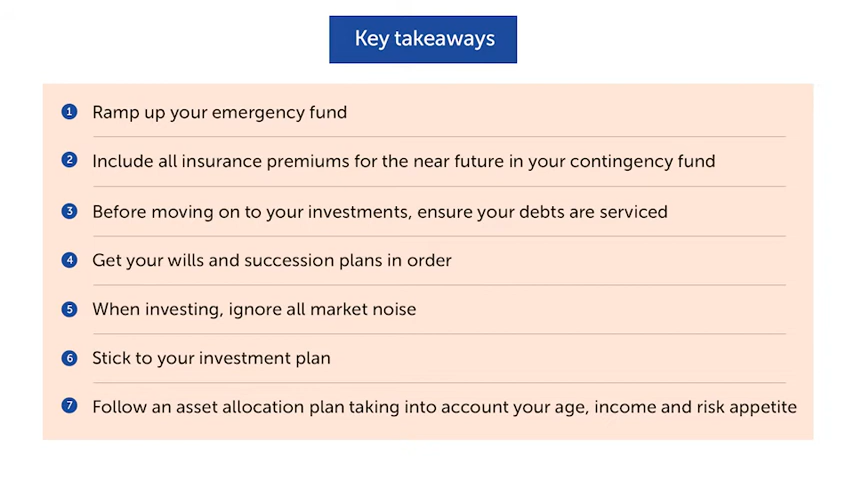 Key takeaways
1 Ramp up your emergency fund
2 Include all insurance premiums for the near future in your contingency fund
3 Before moving on to your investments, ensure your debts are serviced
4 Get your wills and succession plans in order
5 When investing, ignore all market noise
6 Stick to your investment plan
7 Follow an asset allocation plan taking into account your age, income and risk appetite